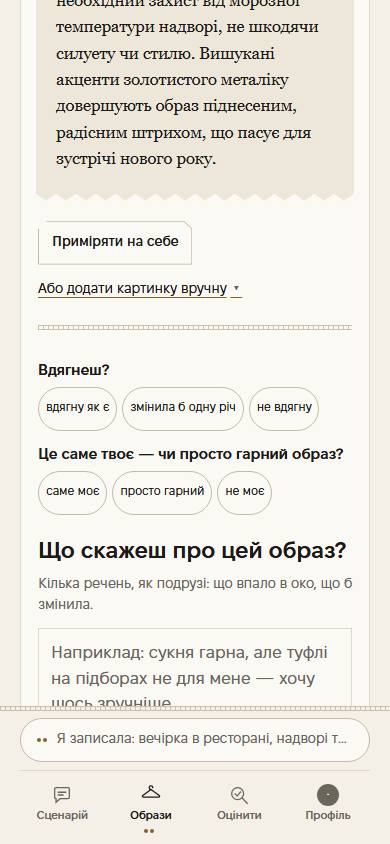 необхідний захист від морозної
температури надворі, не шкодячи
силуету чи стилю. Вишукані
акценти золотистого металіку
довершують образ піднесеним,
радісним штрихом, що пасує для
зустрічі нового року.
Приміряти на себе
Або додати картинку вручну
Вдягнеш?
вдягну як є
змінила б одну річ
не вдягну
Це саме твоє — чи просто гарний образ?
саме моє
просто гарний
не моє
Що скажеш про цей образ?
Кілька речень, як подрузі: що впало в око, що б
змінила.
Наприклад: сукня гарна, але туфлі
на підборах не для мене — хочу
щось зручніше
Я записала: вечірка в ресторані, надворі т...
Сценарій
Образи
Оцінити
Профіль